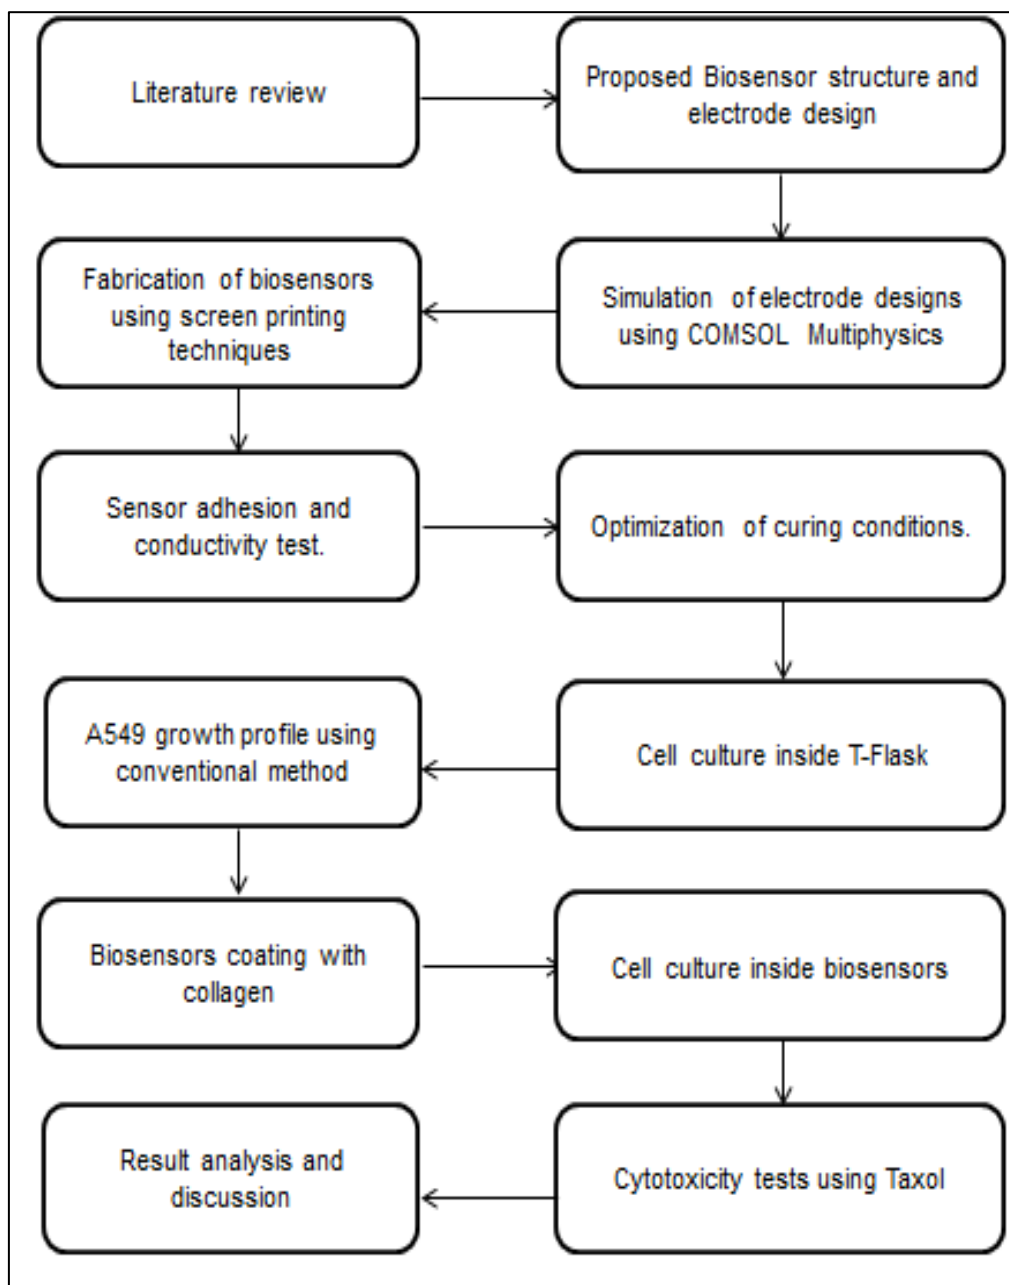 Literature review
Proposed Biosensor structure and
electrode design
Simulation of electrode designs
using COMSOL Multiphysics
Fabrication of biosensors
using screen printing
techniques
Sensor adhesion and
conductivity test.
Optimization of curing conditions.
Cell culture inside T-Flask
A549 growth profile using
conventional method
Biosensors coating with
collagen
Cell culture inside biosensors
Cytotoxicity tests using Taxol
Result analysis and
discussion